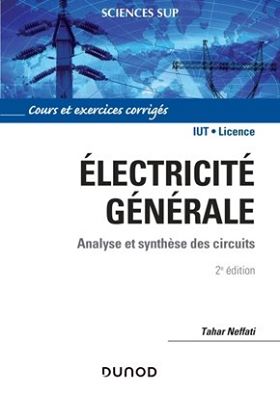 SCIENCES SUP
Cours et exercices corrigés
IUT • Licence
ÉLECTRICITÉ
GÉNÉRALE
Analyse et synthèse des circuits
2e édition
Tahar Neffati
DUNOD